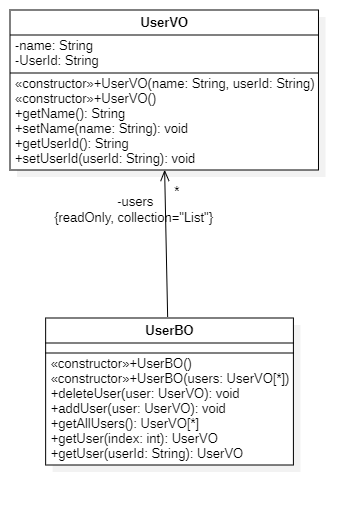 UserVO
-name: String
-UserId: String
«constructor»+UserVO(name: String, userId: String)
«constructor»+UserVO()
+getName(): String
+setName(name: String): void
+getUserId(): String
+setUserId(userId: String): void
*
-users
{readOnly, collection="List"}
UserBO
«constructor»+UserBO()
«constructor»+UserBO(users: UserVO[*])
+deleteUser(user: UserVO): void
+addUser(user: UserVO): void
+getAllUsers(): UserVO[*]
+getUser(index: int): UserVO
+getUser(userId: String): UserVO